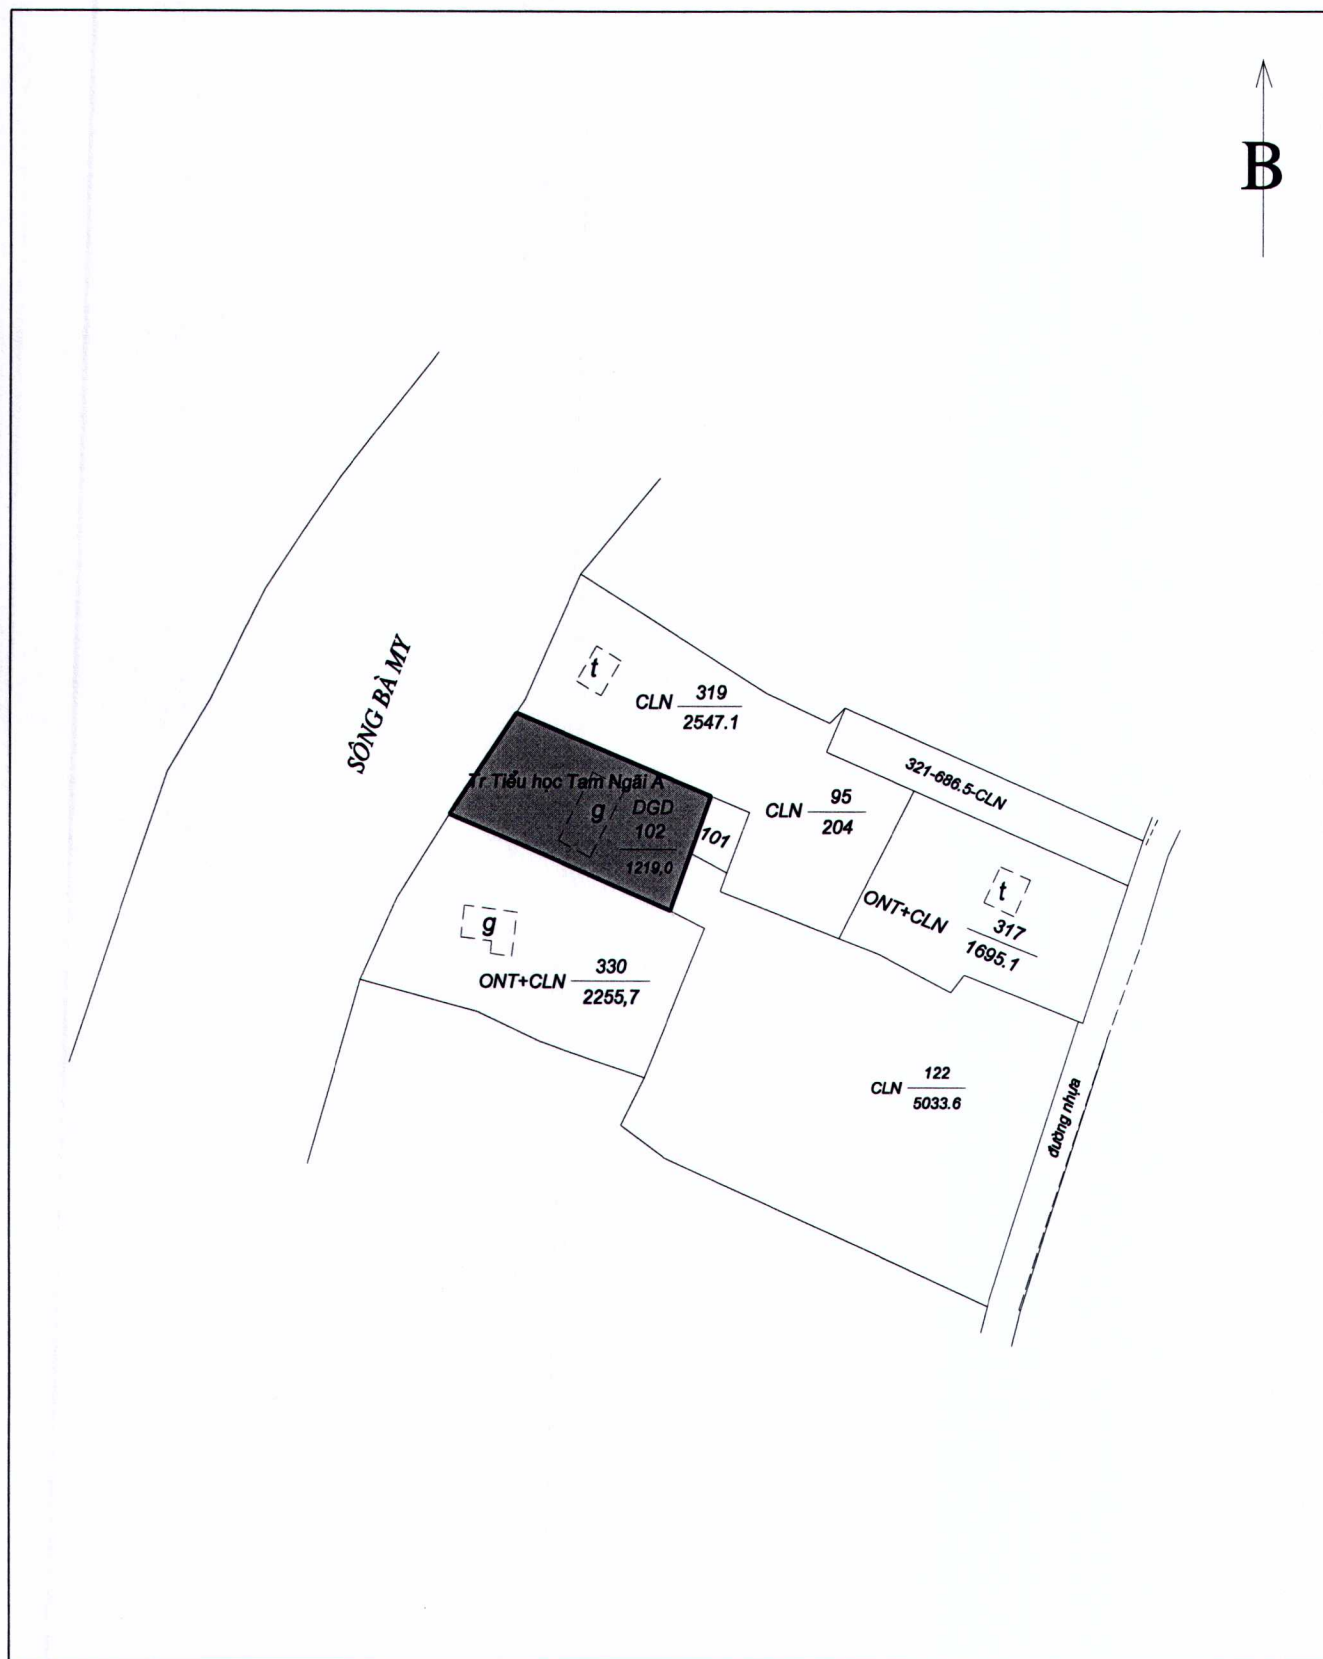 B
SÔNG BÀ MY
t
CLN 319
2547.1
321-686.5-CLN
Tr Tiểu học Tam Ngãi A
g
DGD
102
1219,0
101
CLN 95
204
t
ONT+CLN 317
1695.1
g
ONT+CLN 330
2255,7
CLN 122
5033.6
đường nhựa